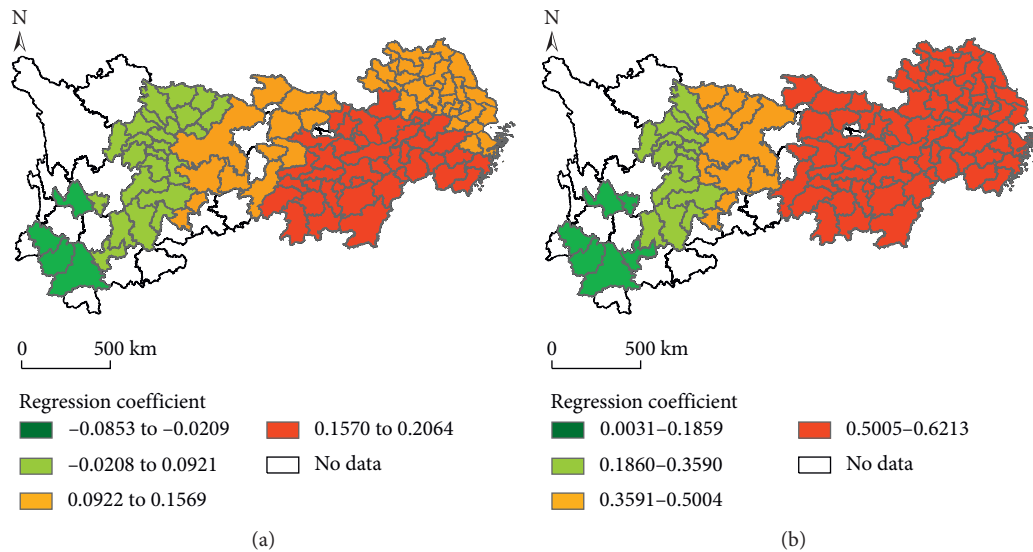 N
0
500 km
Regression coefficient
–0.0853 to –0.0209
–0.0208 to 0.0921
0.0922 to 0.1569
0.1570 to 0.2064
No data
(a)
N
0
500 km
Regression coefficient
0.0031–0.1859
0.1860–0.3590
0.3591–0.5004
0.5005–0.6213
No data
(b)